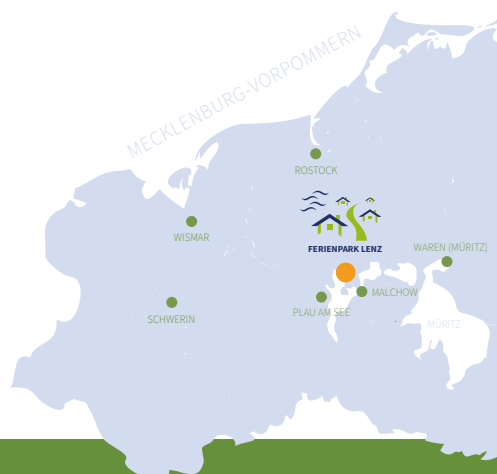 MECKLENBURG-VORPOMMERN
ROSTOCK
WISMAR
FERIENPARK LENZ
WAREN (MÜRITZ)
MALCHOW
PLAU AM SEE
SCHWERIN
MÜRITZ